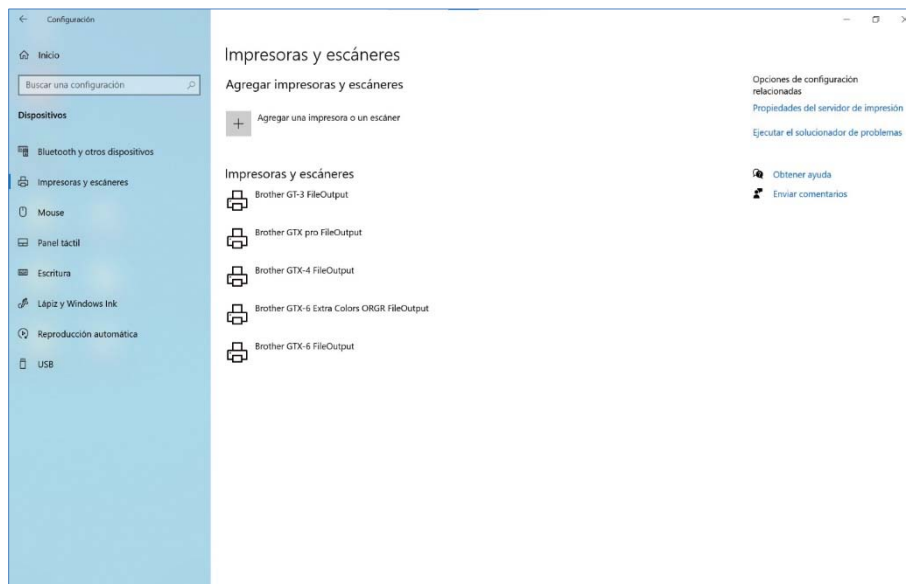 Configuración
Inicio
Buscar una configuración
Dispositivos
Bluetooth y otros dispositivos
Impresoras y escáneres
Mouse
Panel táctil
Escritura
Lápiz y Windows Ink
Reproducción automática
USB
Impresoras y escáneres
Agregar impresoras y escáneres
Agregar una impresora o un escáner
Impresoras y escáneres
Brother GT-3 FileOutput
Brother GTX pro FileOutput
Brother GTX-4 FileOutput
Brother GTX-6 Extra Colors ORGR FileOutput
Brother GTX-6 FileOutput
Opciones de configuración
relacionadas
Propiedades del servidor de impresión
Ejecutar el solucionador de problemas
Obtener ayuda
Enviar comentarios